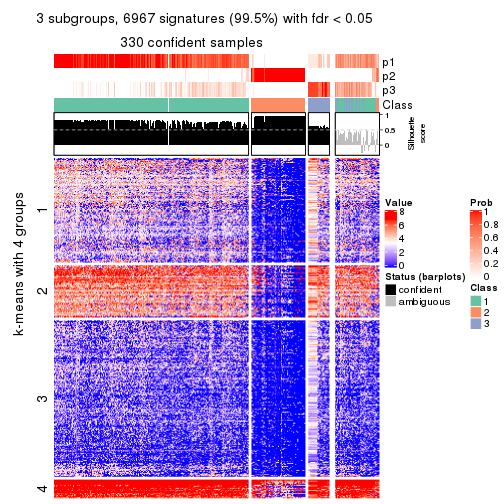 3 subgroups, 6967 signatures (99.5%) with fdr < 0.05
330 confident samples
p1
p2
p3
Class
1
0.5
0
Silhouette
score
k-means with 4 groups
1
2
3
4
Value
8
6
4
2
0
Status (barplots)
confident
ambiguous
Prob
1
0.8
0.6
0.4
0.2
0
Class
1
2
3